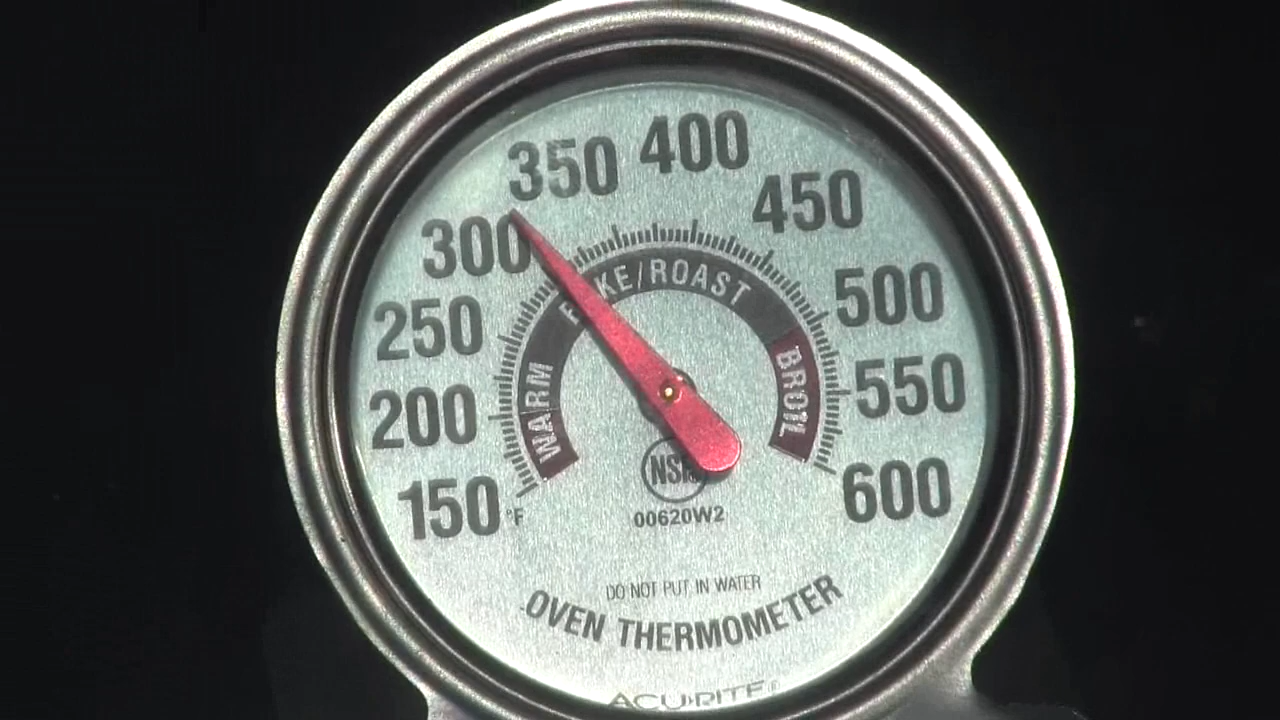 350 400
450
300
250
500
200
550
150 °F
600
BAKE/ROAST
WARM
BROIL
NSF
00620W2
DO NOT PUT IN WATER
OVEN THERMOMETER
ACU›RITE®